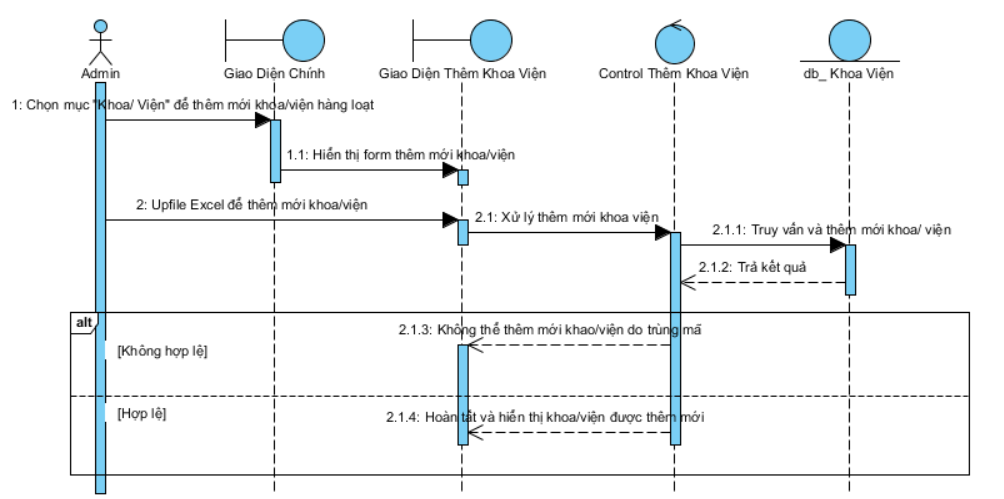 Admin
Giao Diện Chính
Giao Diện Thêm Khoa Viện
Control Thêm Khoa Viện
db_ Khoa Viện
1: Chọn mục "Khoa/ Viện" để thêm mới khoa/viện hàng loạt
1.1: Hiển thị form thêm mới khoa/viện
2: Upfile Excel để thêm mới khoa/viện
2.1: Xử lý thêm mới khoa viện
2.1.1: Truy vấn và thêm mới khoa/ viện
2.1.2: Trả kết quả
alt
2.1.3: Không thể thêm mới khao/viện do trùng mã
[Không hợp lệ]
[Hợp lệ]
2.1.4: Hoàn tất và hiển thị khoa/viện được thêm mới